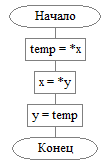 Начало
temp = *x
x = *y
y = temp
Конец